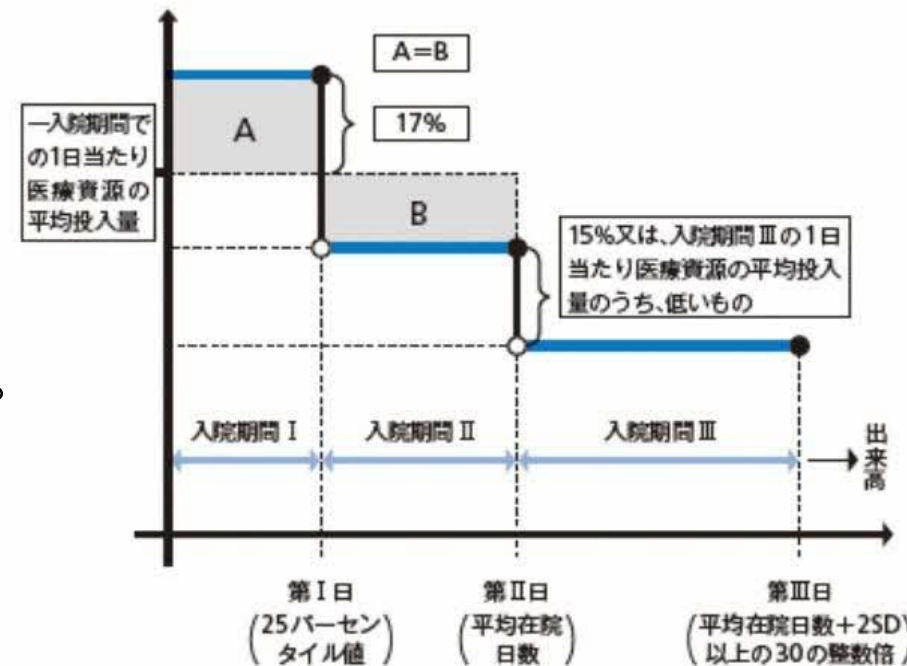 A=B
17%
一入院期間で
の1日当たり
医療資源の
平均投入量
A
B
15%又は、入院期間Ⅲの1日
当たり医療資源の平均投入
量のうち、低いもの
入院期間Ⅰ
入院期間Ⅱ
入院期間Ⅲ
出来高
第Ⅰ日
(25パーセン
タイル値)
第Ⅱ日
(平均在院
日数)
第Ⅲ日
(平均在院日数+2SD
以上の30の整数倍)